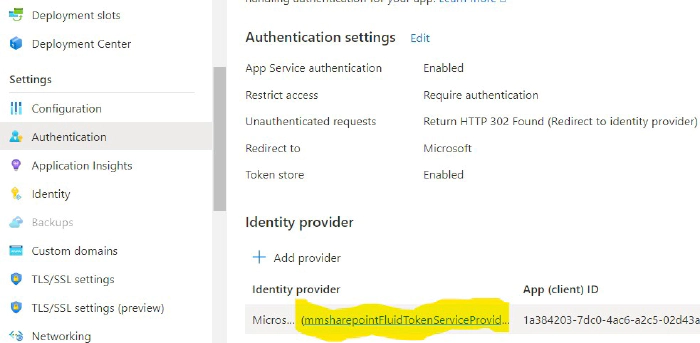 handling authentication for your app. Learn More
Deployment slots
Deployment Center
Settings
Configuration
Authentication
Application Insights
Identity
Backups
Custom domains
TLS/SSL settings
TLS/SSL settings (preview)
Networking
Authentication settings Edit
App Service authentication Enabled
Restrict access Require authentication
Unauthenticated requests Return HTTP 302 Found (Redirect to identity provider)
Redirect to Microsoft
Token store Enabled
Identity provider
Add provider
Identity provider App (client) ID
Micros... (mmsharepointFluidTokenServiceProvid... 1a384203-7dc0-4ac6-a2c5-02d43a